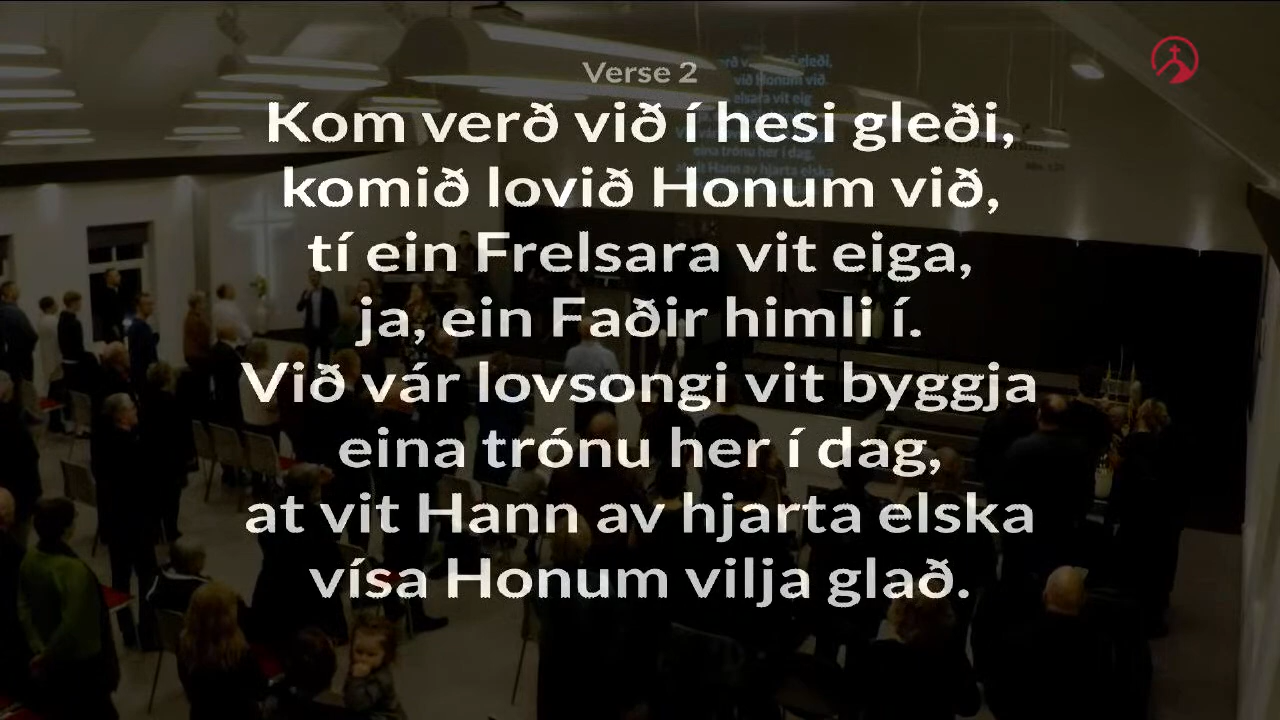 Verse 2
Kom verð við í hesi gleði,
komið lovið Honum við,
tí ein Frelsara vit eiga,
ja, ein Faðir himli í.
Við vár lovsongi vit byggja
eina trónu her í dag,
at vit Hann av hjarta elska
vísa Honum vilja glað.